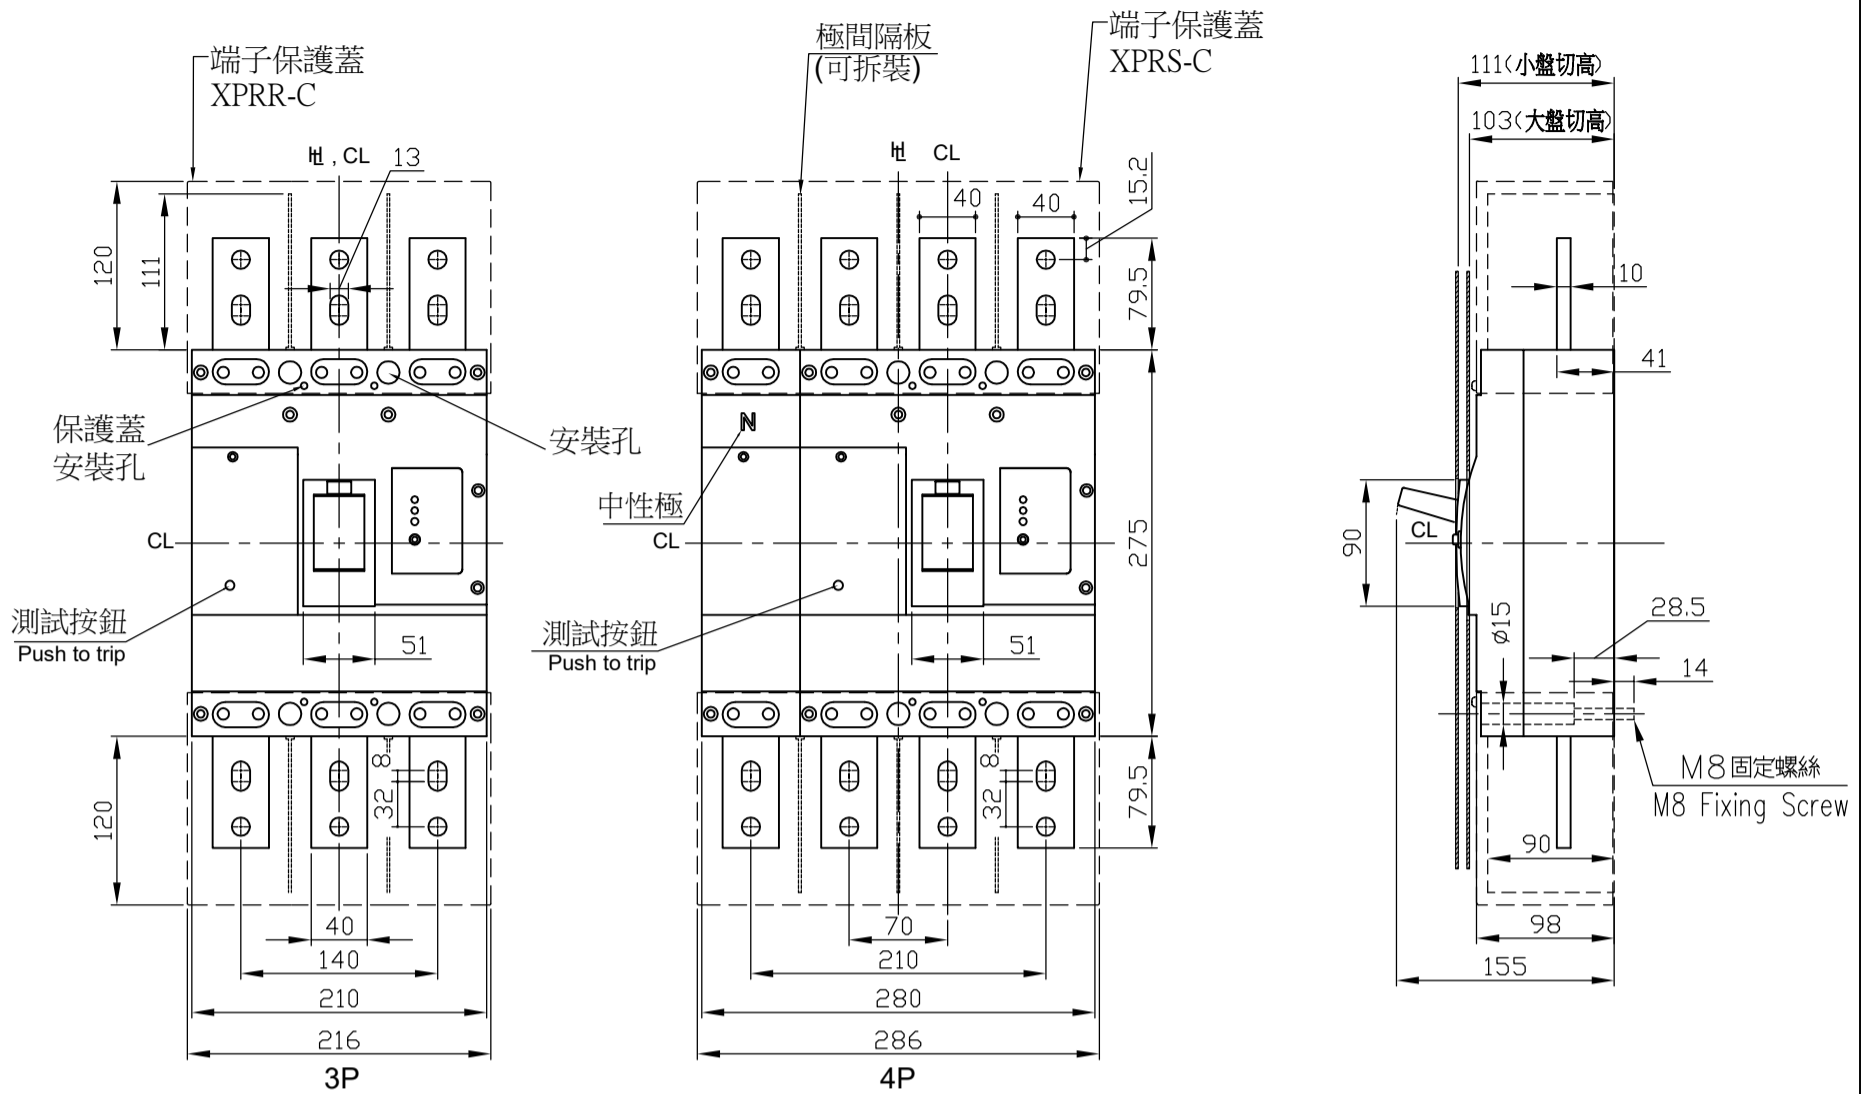 端子保護蓋
XPRR-C
HL , CL
13
120
111
保護蓋
安裝孔
安裝孔
CL
測試按鈕
Push to trip
51
8
32
120
40
140
210
216
3P
極間隔板
(可拆裝)
端子保護蓋
XPRS-C
HL
CL
40
40
15.2
79.5
N
中性極
CL
275
測試按鈕
Push to trip
51
8
32
79.5
70
210
280
286
4P
111(小盤切高)
103(大盤切高)
10
41
90
CL
ø15
28.5
14
M8固定螺絲
M8 Fixing Screw
90
98
155